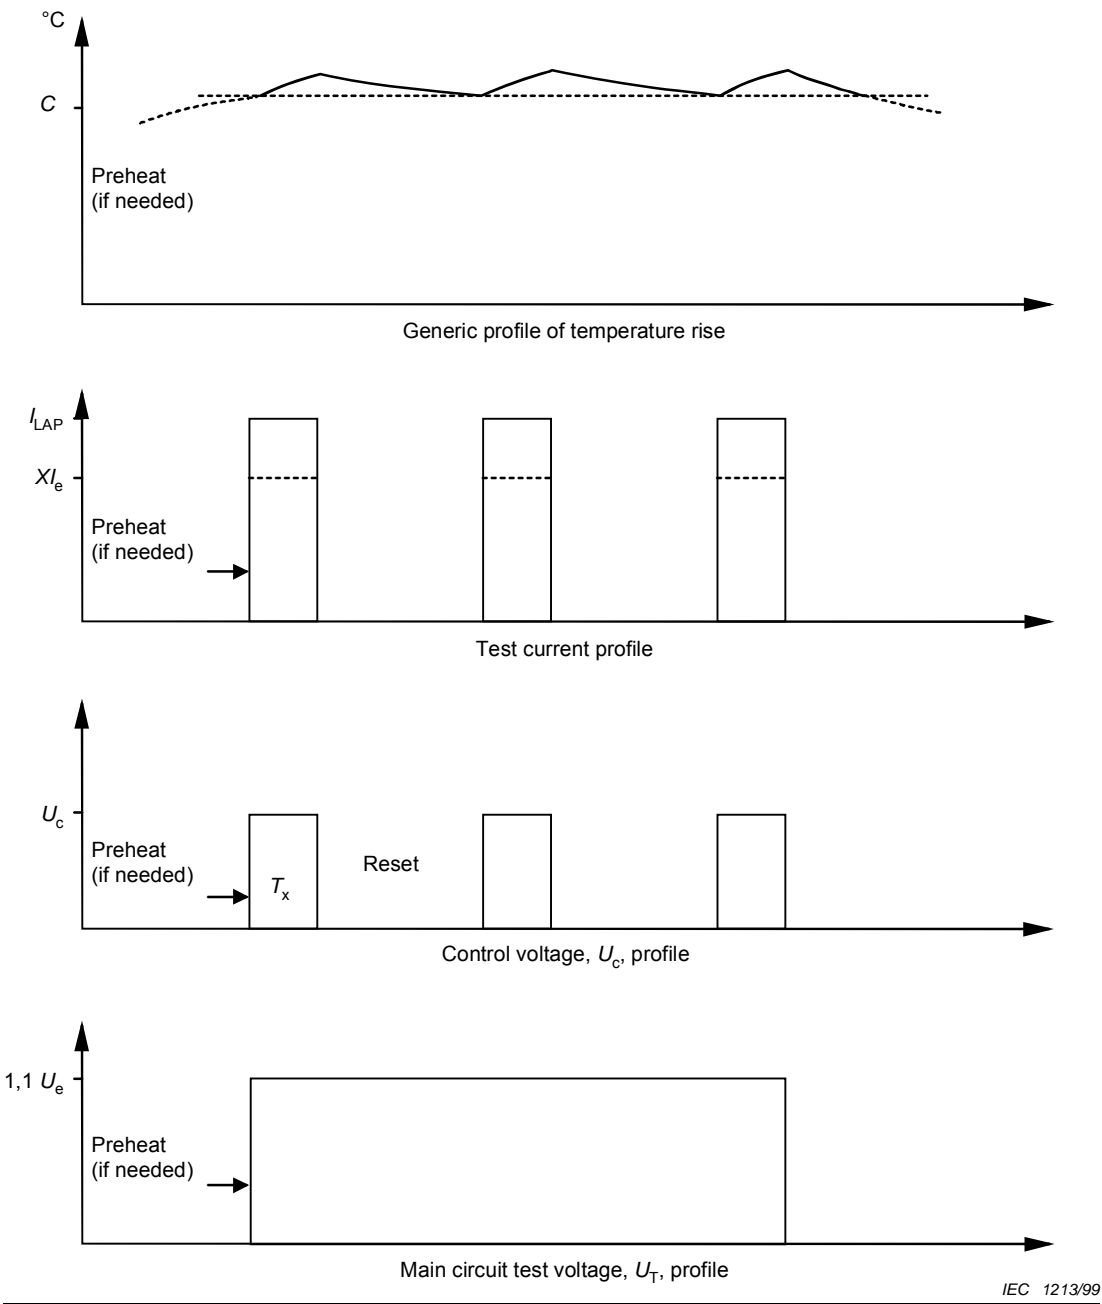 °C
C
Preheat
(if needed)
Generic profile of temperature rise
I_LAP
XI_e
Preheat
(if needed)
Test current profile
U_c
Preheat
(if needed)
T_x
Reset
Control voltage, U_c, profile
1,1 U_e
Preheat
(if needed)
Main circuit test voltage, U_T, profile
IEC 1213/99